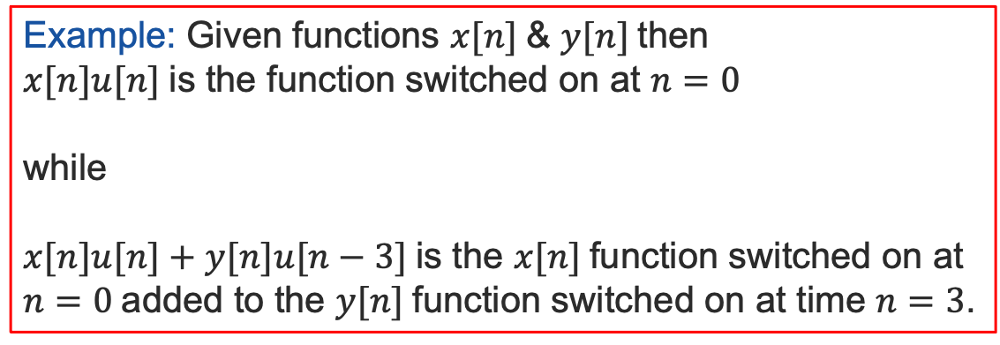 Example: Given functions x[n] & y[n] then
x[n]u[n] is the function switched on at n = 0
while
x[n]u[n] + y[n]u[n − 3] is the x[n] function switched on at
n = 0 added to the y[n] function switched on at time n = 3.